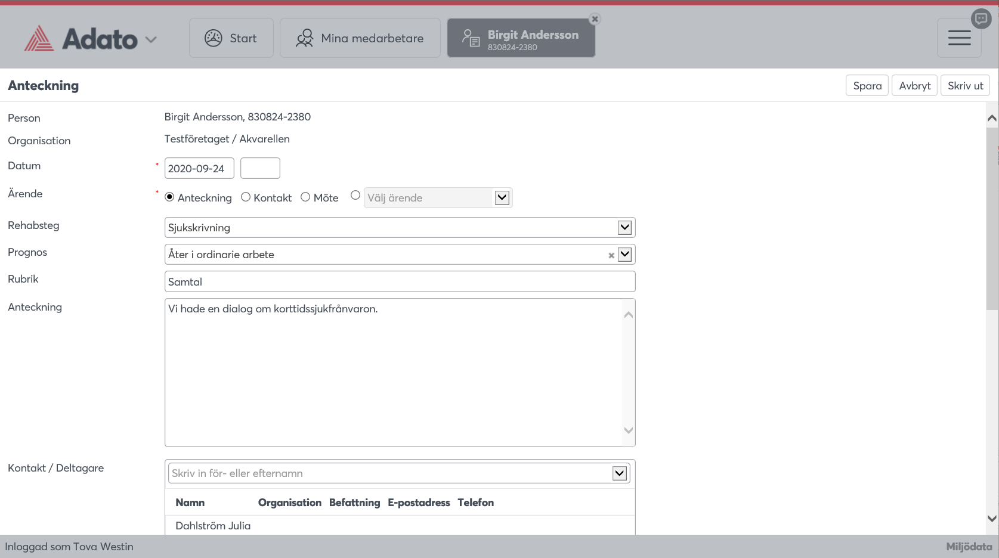 Adato
Start
Mina medarbetare
Birgit Andersson
830824-2380
Anteckning
Spara
Avbryt
Skriv ut
Person
Birgit Andersson, 830824-2380
Organisation
Testföretaget / Akvarellen
Datum
* 2020-09-24
Ärende
* Anteckning Kontakt Möte Välj ärende
Rehabsteg
Sjukskrivning
Prognos
Åter i ordinarie arbete
Rubrik
Samtal
Anteckning
Vi hade en dialog om korttidssjukfrånvaron.
Kontakt / Deltagare
Skriv in för- eller efternamn
Namn Organisation Befattning E-postadress Telefon
Dahlström Julia
Inloggad som Tova Westin
Miljödata